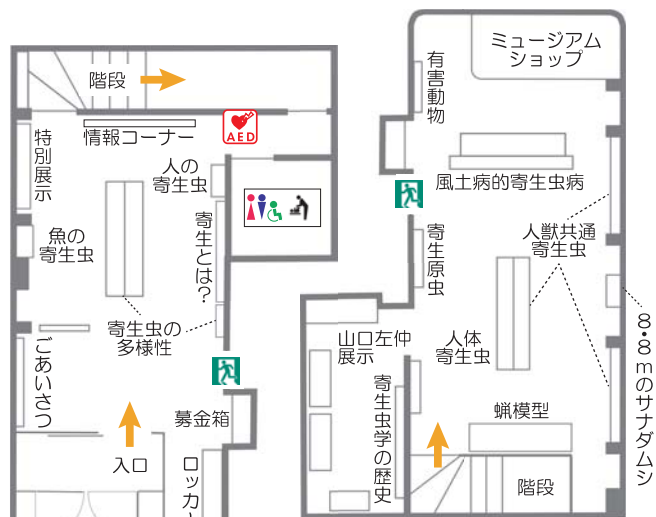 階段
情報コーナー
AED
特別展示
人の
寄生虫
魚の
寄生虫
寄生とは?
寄生虫の
多様性
ごあいさつ
募金箱
入口
ロッカー
ミュージアム
ショップ
有害動物
風土病的寄生虫病
人獣共通
寄生虫
寄生原虫
山口左仲
展示
人体
寄生虫
8・8mのサナダムシ
寄生虫学の歴史
蝋模型
階段